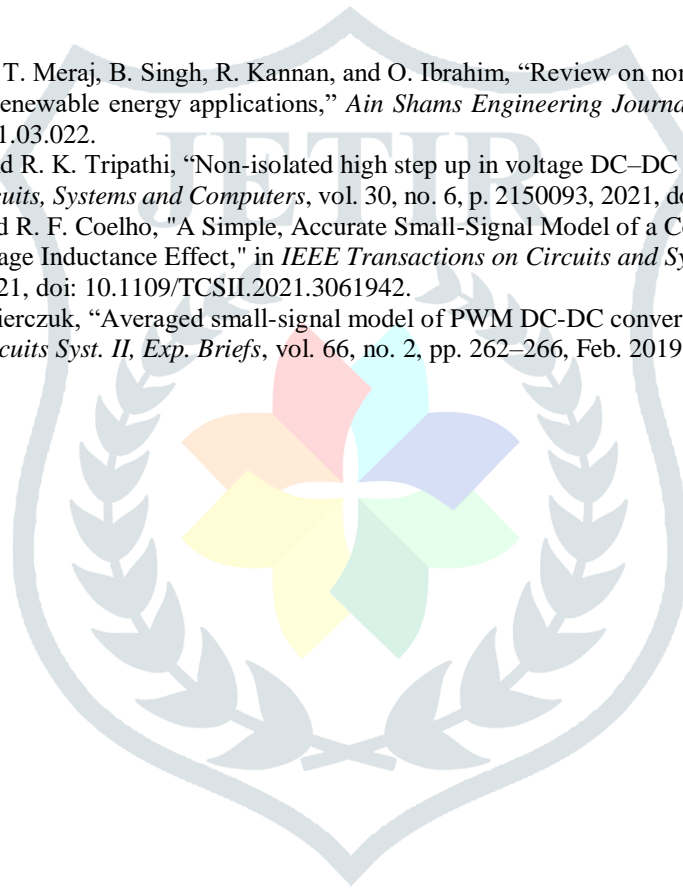 T. Meraj, B. Singh, R. Kannan, and O. Ibrahim, “Review on non
enewable energy applications,” Ain Shams Engineering Journa
1.03.022.
d R. K. Tripathi, “Non-isolated high step up in voltage DC–DC
cuits, Systems and Computers, vol. 30, no. 6, p. 2150093, 2021, do
d R. F. Coelho, "A Simple, Accurate Small-Signal Model of a C
age Inductance Effect," in IEEE Transactions on Circuits and Sy
21, doi: 10.1109/TCSII.2021.3061942.
ierczuk, “Averaged small-signal model of PWM DC-DC conver
cuits Syst. II, Exp. Briefs, vol. 66, no. 2, pp. 262–266, Feb. 2019
JETIR